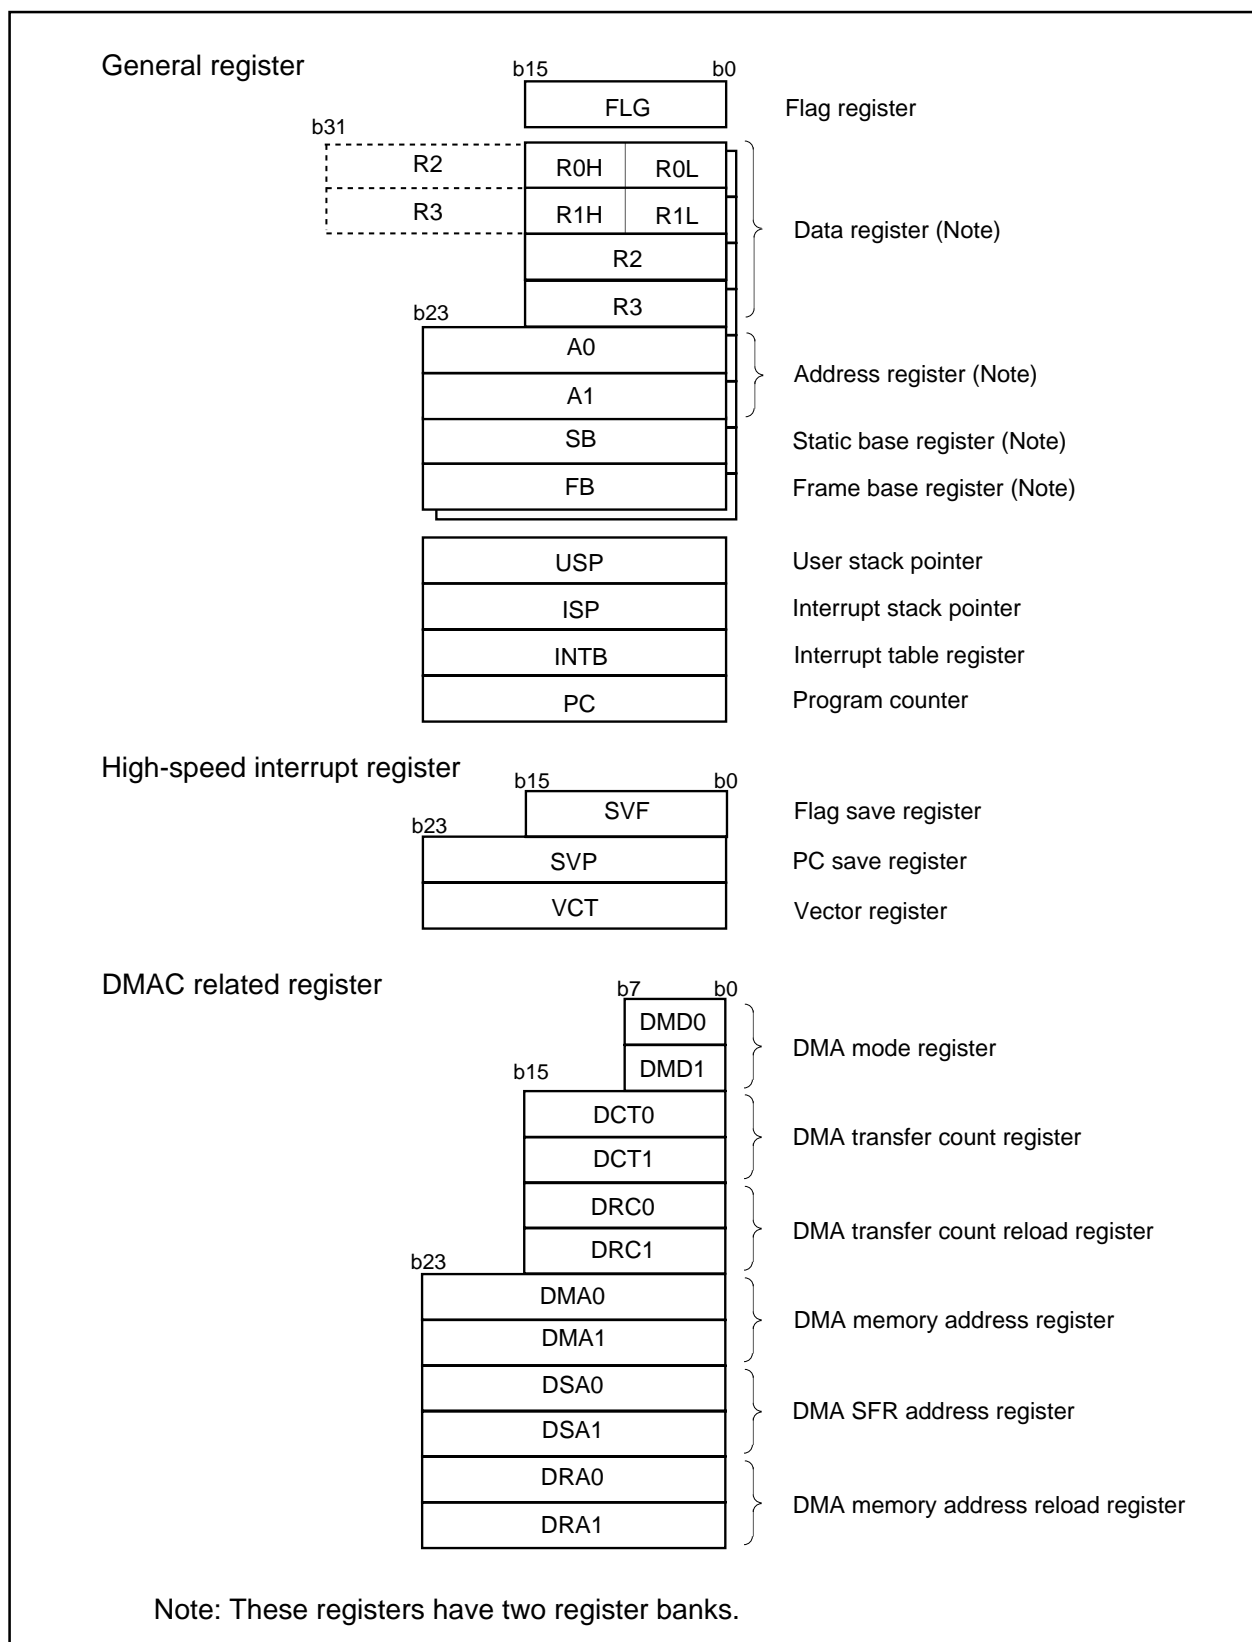 General register
b15 b0
FLG Flag register
b31
R2 R0H R0L
R3 R1H R1L
Data register (Note)
R2
R3
b23
A0
Address register (Note)
A1
SB Static base register (Note)
FB Frame base register (Note)
USP User stack pointer
ISP Interrupt stack pointer
INTB Interrupt table register
PC Program counter
High-speed interrupt register
b15 b0
SVF Flag save register
b23
SVP PC save register
VCT Vector register
DMAC related register
b7 b0
DMD0
DMA mode register
DMD1
b15
DCT0
DMA transfer count register
DCT1
DRC0
DMA transfer count reload register
DRC1
b23
DMA0
DMA memory address register
DMA1
DSA0
DMA SFR address register
DSA1
DRA0
DMA memory address reload register
DRA1
Note: These registers have two register banks.